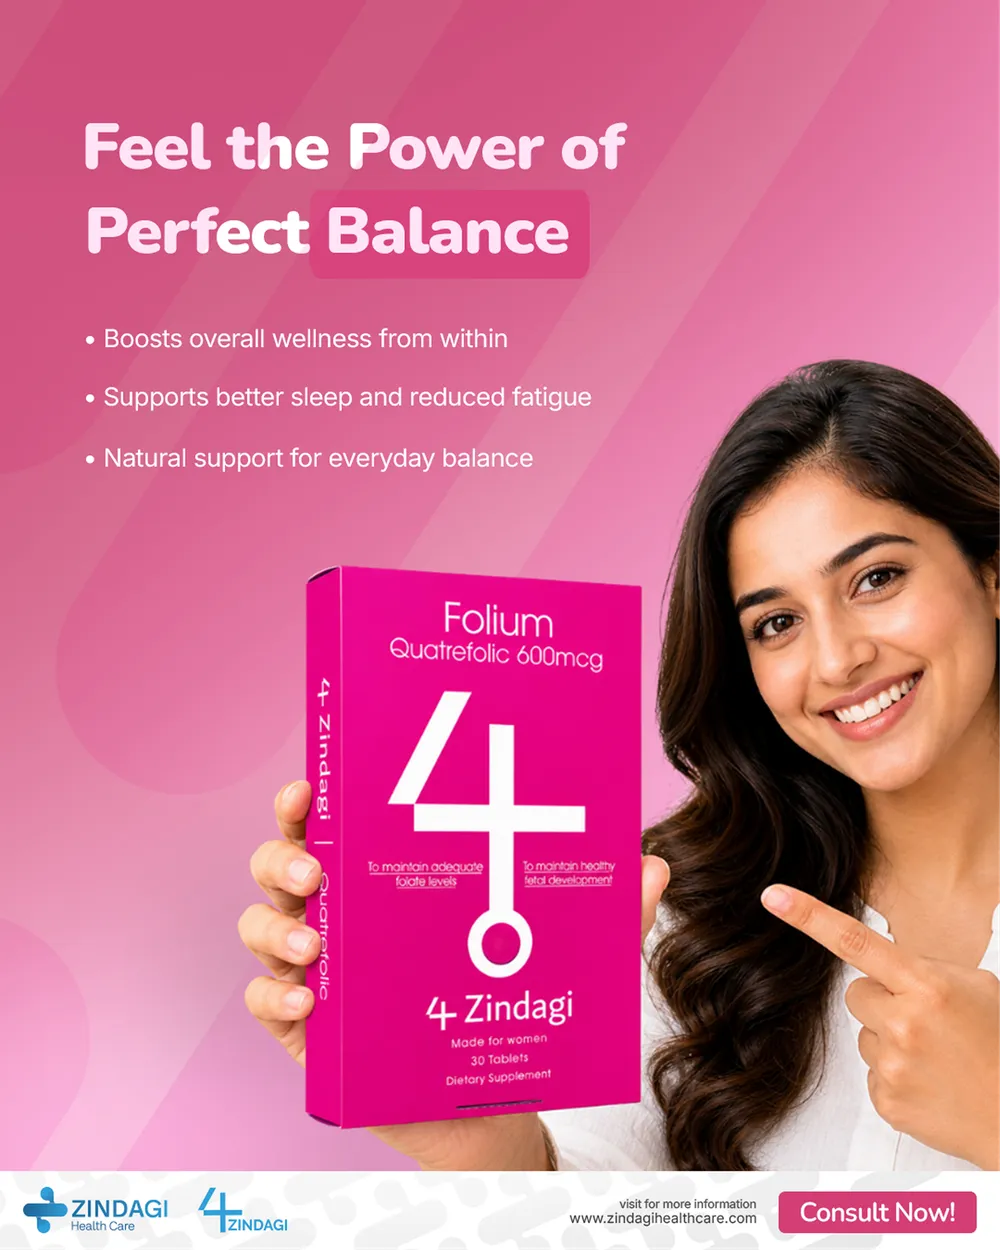 Feel the Power of
Perfect Balance
• Boosts overall wellness from within
• Supports better sleep and reduced fatigue
• Natural support for everyday balance
Folium
Quatrefolic 600mcg
4 Zindagi | Quatrefolic
4
To maintain adequate
folate levels
To maintain healthy
fetal development
4 Zindagi
Made for women
30 Tablets
Dietary Supplement
ZINDAGI
Health Care
4 ZINDAGI
visit for more information
www.zindagihealthcare.com
Consult Now!